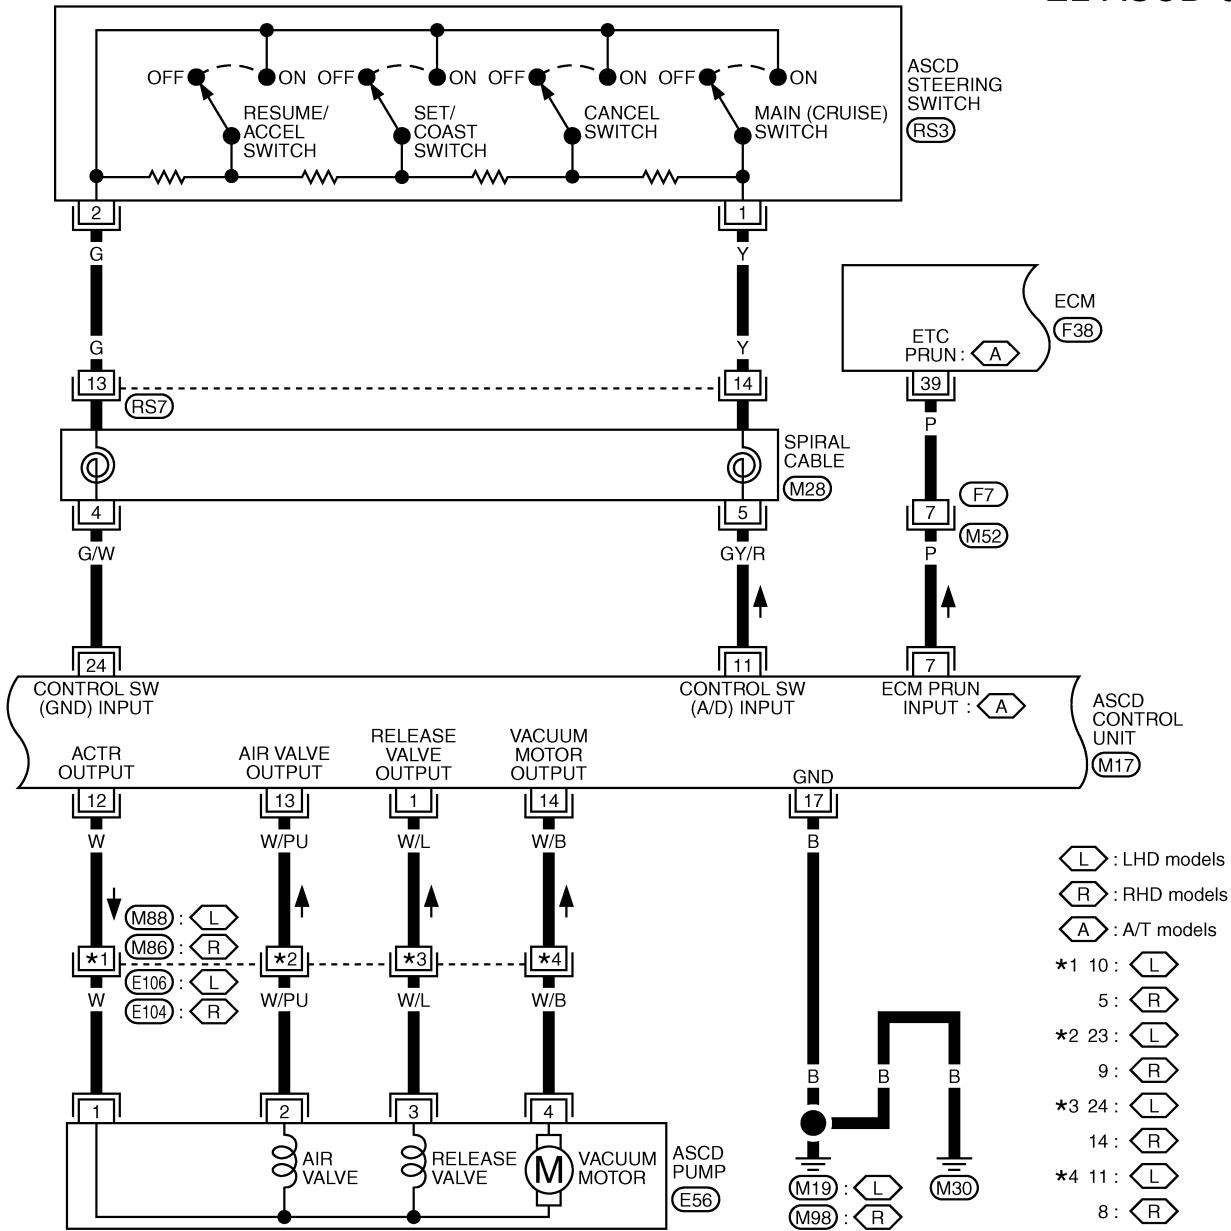 OFF ON OFF ON OFF ON OFF ON
RESUME/
ACCEL
SWITCH
SET/
COAST
SWITCH
CANCEL
SWITCH
MAIN (CRUISE)
SWITCH
ASCD
STEERING
SWITCH
RS3
2 1
G Y
G Y
13 14
RS7
ECM
F38
ETC
PRUN : A
39
P
SPIRAL
CABLE
M28
4 5
G/W GY/R
F7
7
M52
P
24 11 7
CONTROL SW
(GND) INPUT
CONTROL SW
(A/D) INPUT
ECM PRUN
INPUT : A
ASCD
CONTROL
UNIT
M17
ACTR
OUTPUT
AIR VALVE
OUTPUT
RELEASE
VALVE
OUTPUT
VACUUM
MOTOR
OUTPUT
GND
12 13 1 14 17
W W/PU W/L W/B B
M88 : L
M86 : R
★1 ★2 ★3 ★4
E106 : L
E104 : R
W W/PU W/L W/B
B B B
1 2 3 4
AIR
VALVE
RELEASE
VALVE
M
VACUUM
MOTOR
ASCD
PUMP
E56
M19 : L
M98 : R
M30
L : LHD models
R : RHD models
A : A/T models
★1 10 : L
5 : R
★2 23 : L
9 : R
★3 24 : L
14 : R
★4 11 : L
8 : R